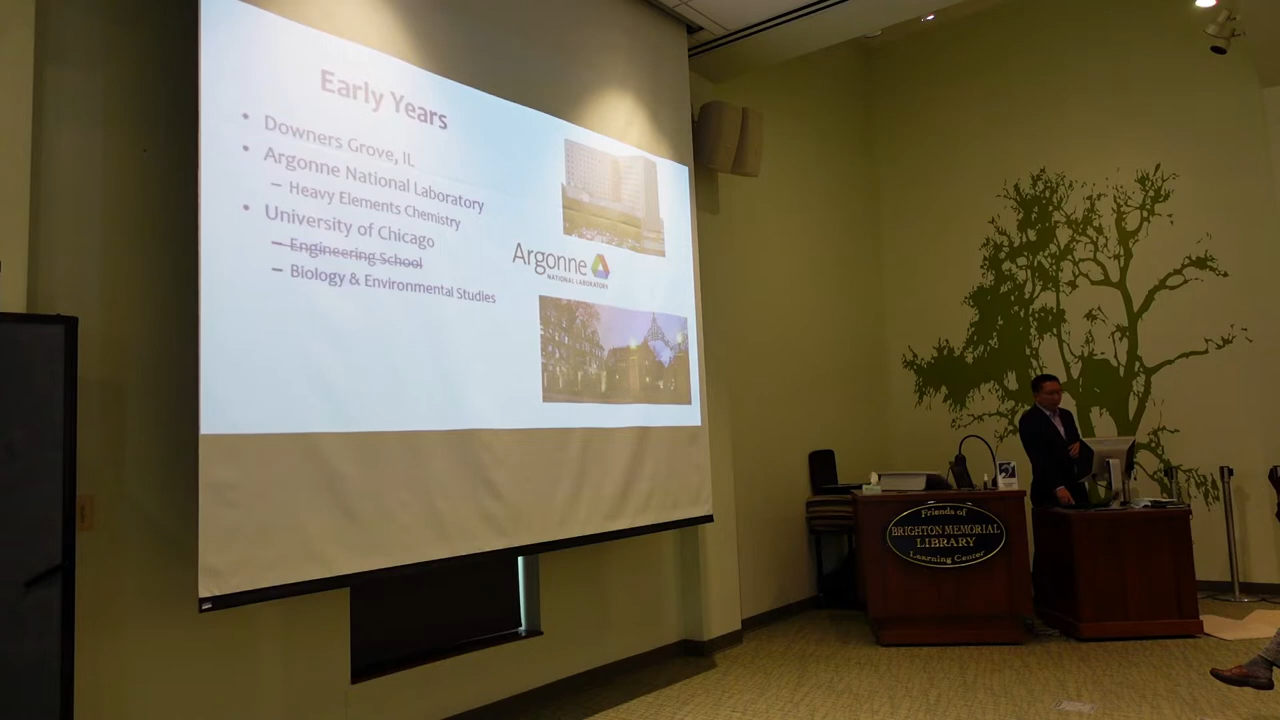 Early Years
• Downers Grove, IL
• Argonne National Laboratory
– Heavy Elements Chemistry
• University of Chicago
– Engineering School
– Biology & Environmental Studies
Argonne
NATIONAL LABORATORY
Friends of
BRIGHTON MEMORIAL
LIBRARY
Learning Center